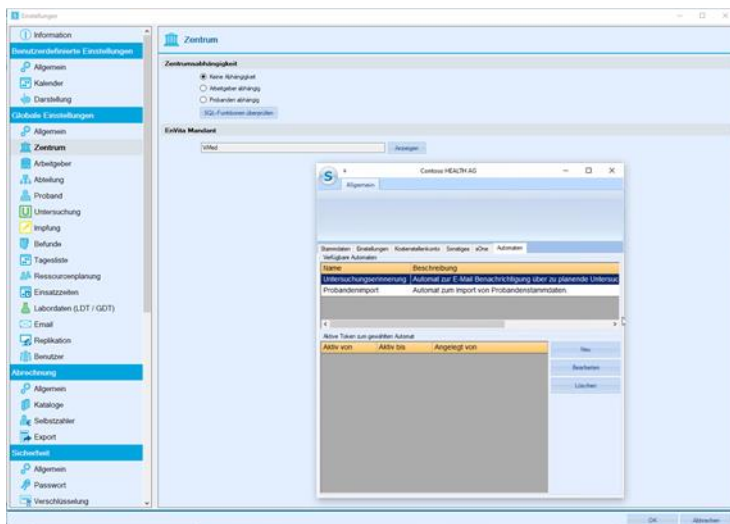 Einstellungen
Information
Benutzerdefinierte Einstellungen
Allgemein
Kalender
Darstellung
Globale Einstellungen
Allgemein
Zentrum
Arbeitgeber
Abteilung
Proband
Untersuchung
Impfung
Befunde
Tagesliste
Ressourcenplanung
Einsatzzeiten
Labordaten (LDT / GDT)
Email
Replikation
Benutzer
Abrechnung
Allgemein
Kataloge
Selbstzahler
Export
Sicherheit
Allgemein
Passwort
Verschlüsselung
Zentrum
Zentrumsabhängigkeit
Keine Abhängigkeit
Arbeitgeber abhängig
Probanden abhängig
SQL-Funktionen überprüfen
EnVita Mandant
ViMed
Anzeigen
S
Contoso HEALTH AG
Allgemein
Stammdaten Einstellungen Kostenstellenkonto Sonstiges sOne Automaten
Verfügbare Automaten
Name Beschreibung
Untersuchungserinnerung Automat zur E-Mail Benachrichtigung über zu planende Untersuc
Probandenimport Automat zum Import von Probandenstammdaten.
Aktive Token zum gewählten Automat
Aktiv von Aktiv bis Angelegt von
Neu
Bearbeiten
Löschen
OK Abbrechen